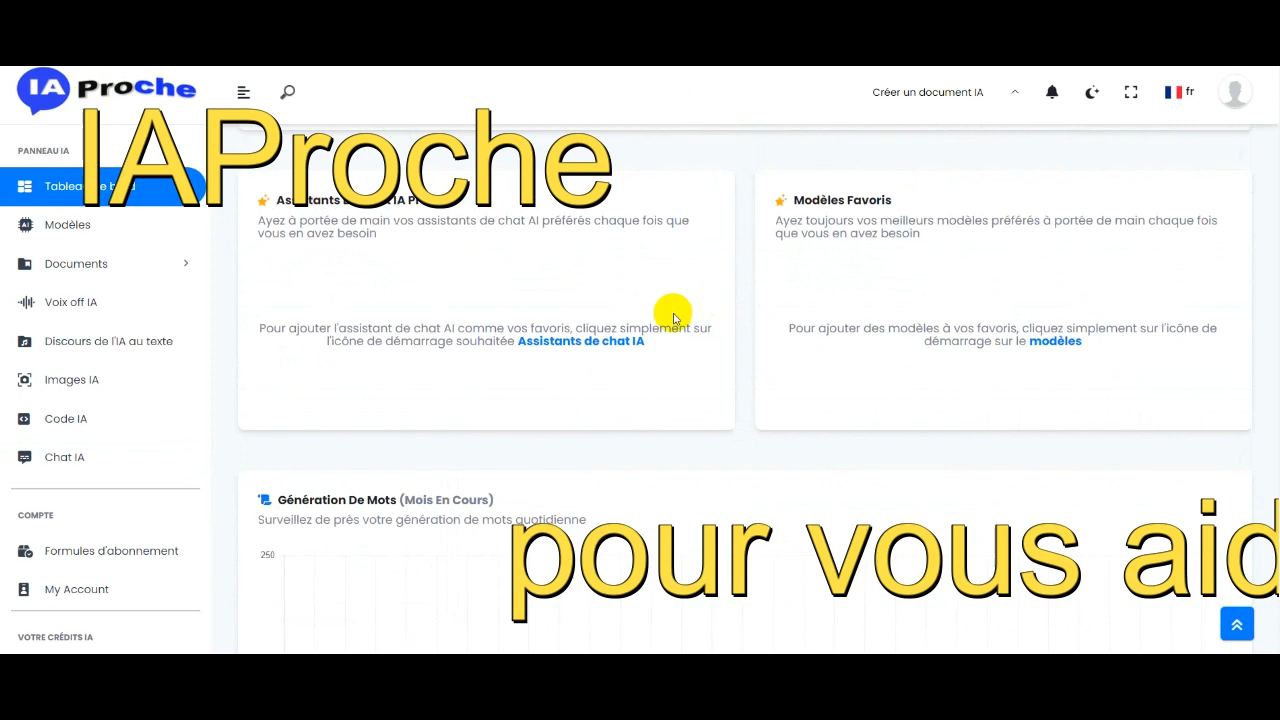 IA Proche
Créer un document IA
fr
IAProche
PANNEAU IA
Modèles
Documents
Voix off IA
Discours de l'IA au texte
Images IA
Code IA
Chat IA
COMPTE
Formules d'abonnement
My Account
VOTRE CRÉDITS IA
Ayez à portée de main vos assistants de chat AI préférés chaque fois que
vous en avez besoin
Pour ajouter l'assistant de chat AI comme vos favoris, cliquez simplement sur
l'icône de démarrage souhaitée Assistants de chat IA
Modèles Favoris
Ayez toujours vos meilleurs modèles préférés à portée de main chaque fois
que vous en avez besoin
Pour ajouter des modèles à vos favoris, cliquez simplement sur l'icône de
démarrage sur le modèles
Génération De Mots (Mois En Cours)
Surveillez de près votre génération de mots quotidienne
250
pour vous aid